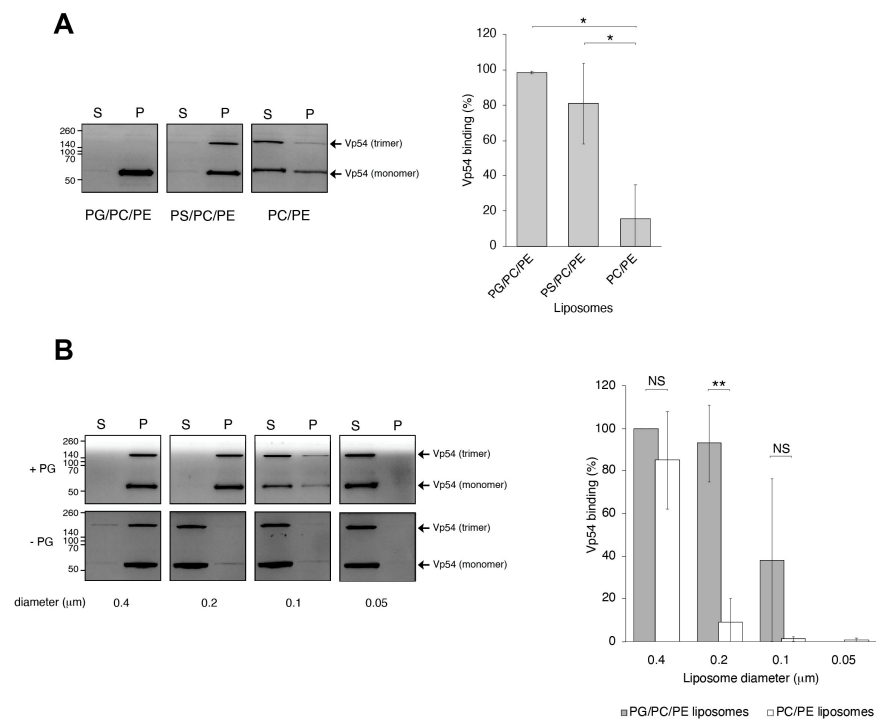 A
S P S P S P
260
140
100
70
50
Vp54 (trimer)
Vp54 (monomer)
PG/PC/PE PS/PC/PE PC/PE
* 
*
120
100
80
60
40
20
0
Vp54 binding (%)
PG/PC/PE
PS/PC/PE
PC/PE
Liposomes
B
S P S P S P S P
+ PG
260
140
100
70
50
Vp54 (trimer)
Vp54 (monomer)
- PG
260
140
100
70
50
Vp54 (trimer)
Vp54 (monomer)
diameter (μm) 0.4 0.2 0.1 0.05
NS
**
NS
120
100
80
60
40
20
0
Vp54 binding (%)
0.4 0.2 0.1 0.05
Liposome diameter (μm)
PG/PC/PE liposomes PC/PE liposomes